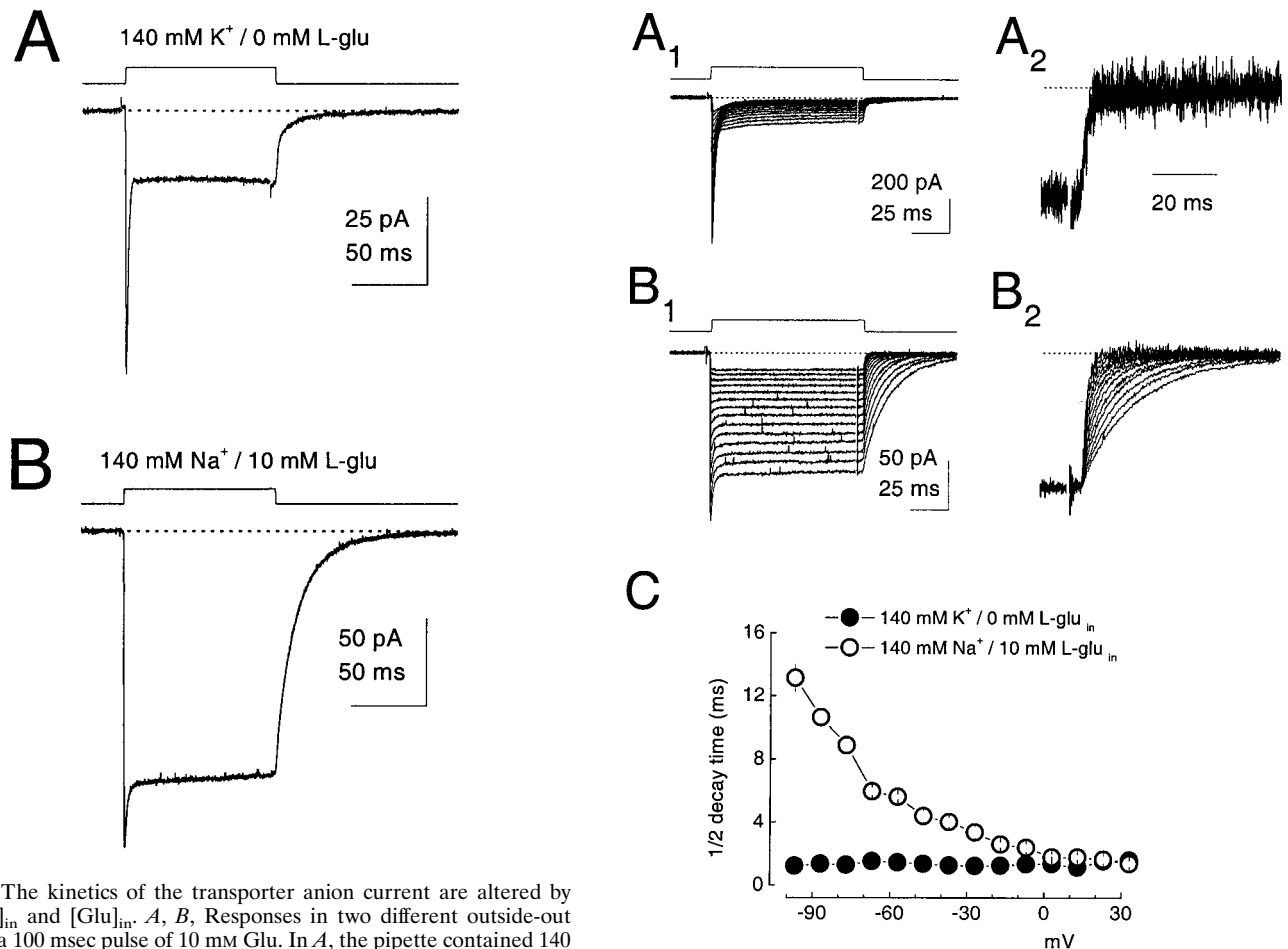 A
140 mM K+ / 0 mM L-glu
25 pA
50 ms
B
140 mM Na+ / 10 mM L-glu
50 pA
50 ms
The kinetics of the transporter anion current are altered by
]in and [Glu]in. A, B, Responses in two different outside-out
a 100 msec pulse of 10 mM Glu. In A, the pipette contained 140
A1
200 pA
25 ms
A2
20 ms
B1
50 pA
25 ms
B2
C
140 mM K+ / 0 mM L-glu in
140 mM Na+ / 10 mM L-glu in
1/2 decay time (ms)
16
12
8
4
0
-90 -60 -30 0 30
mV